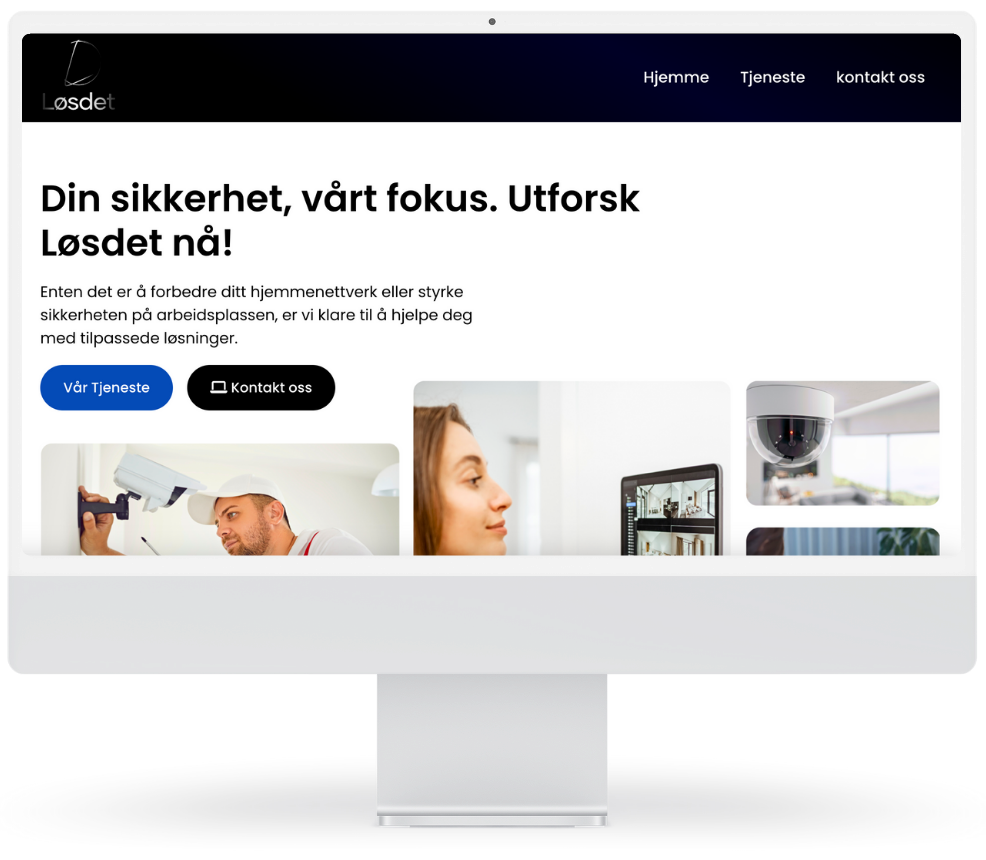 Løsdet
Hjemme
Tjeneste
kontakt oss
Din sikkerhet, vårt fokus. Utforsk
Løsdet nå!
Enten det er å forbedre ditt hjemmenettverk eller styrke
sikkerheten på arbeidsplassen, er vi klare til å hjelpe deg
med tilpassede løsninger.
Vår Tjeneste
Kontakt oss